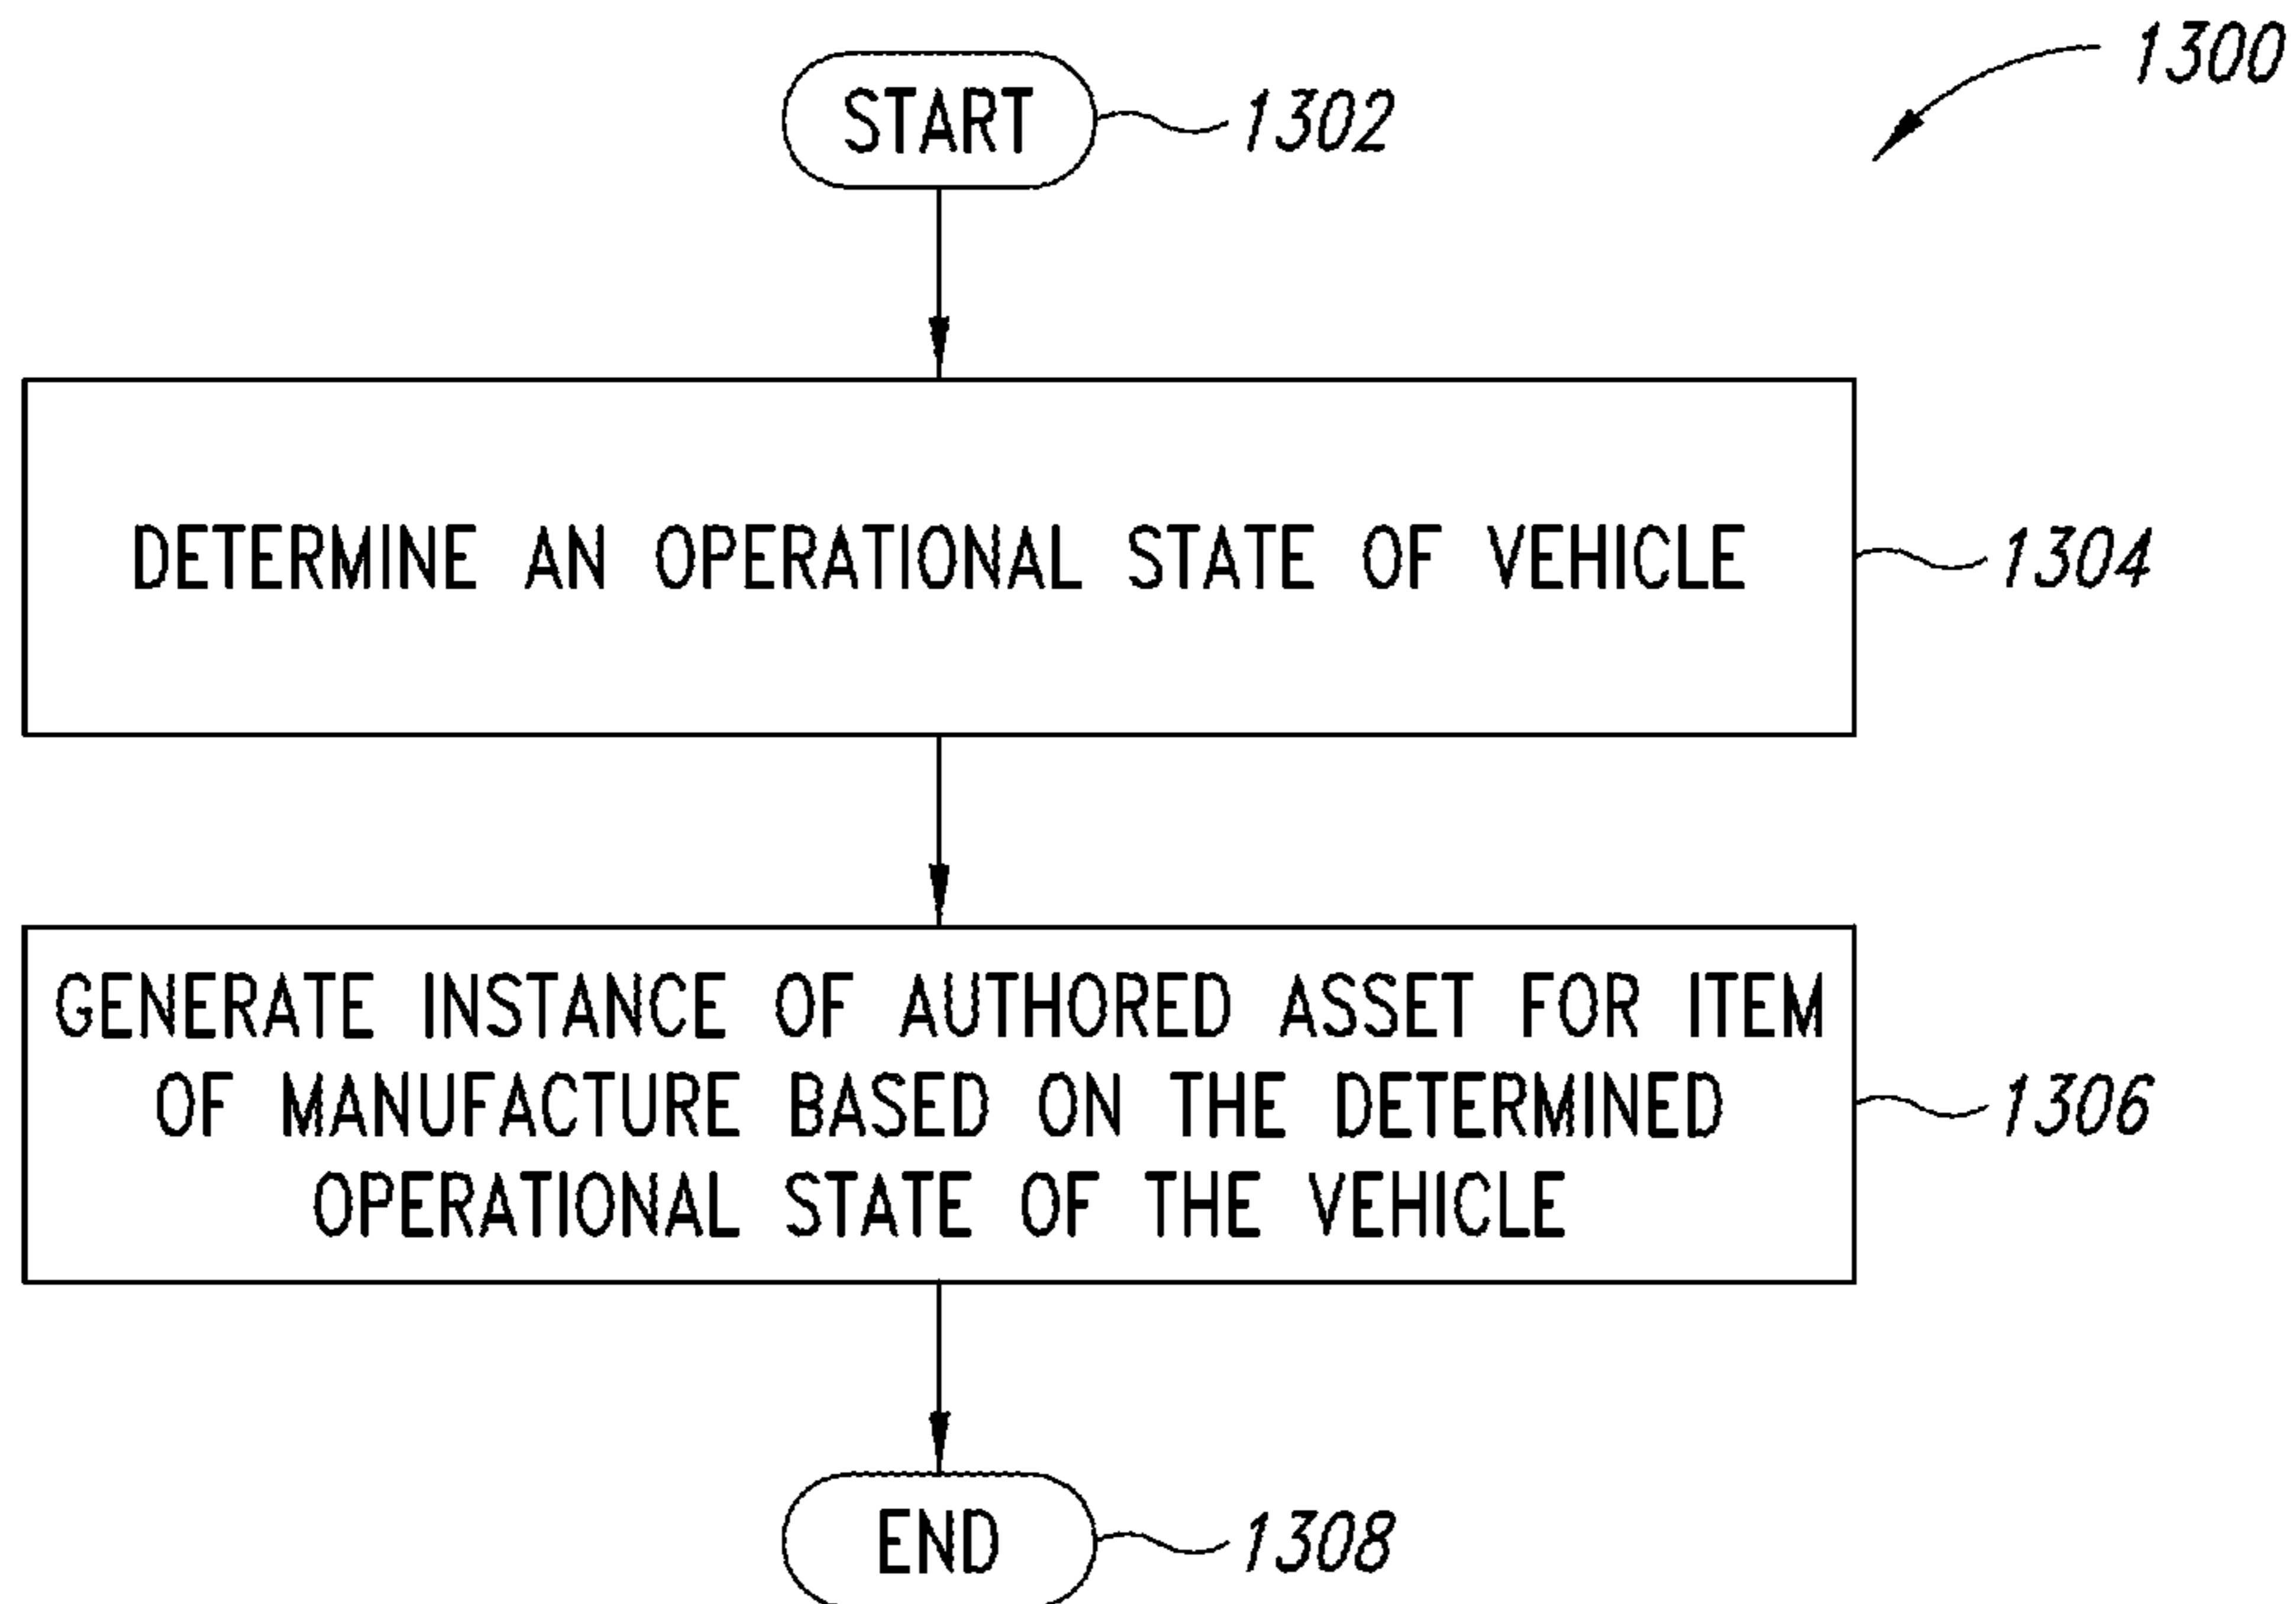 1300
START 1302
DETERMINE AN OPERATIONAL STATE OF VEHICLE 1304
GENERATE INSTANCE OF AUTHORED ASSET FOR ITEM
OF MANUFACTURE BASED ON THE DETERMINED
1306
OPERATIONAL STATE OF THE VEHICLE
END 1308